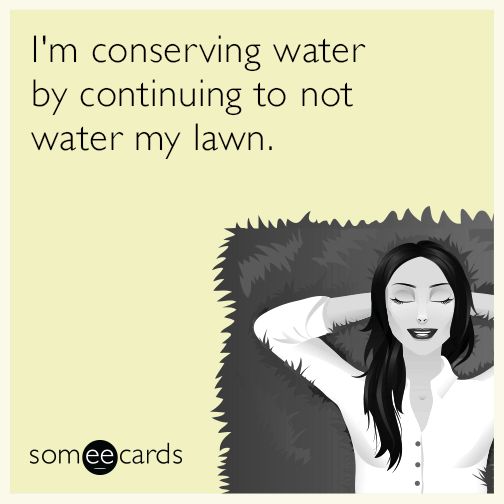 I'm conserving water
by continuing to not
water my lawn.
someecards